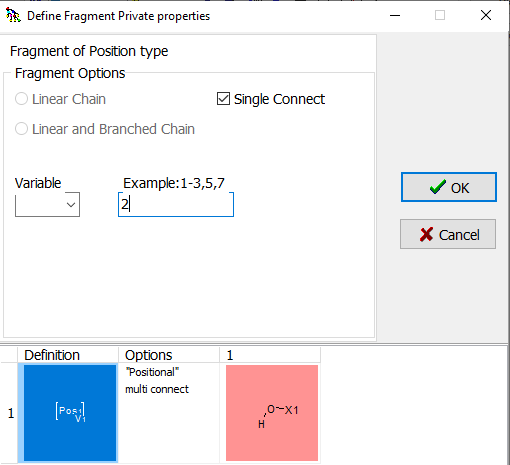 Define Fragment Private properties
Fragment of Position type
Fragment Options
Linear Chain
Single Connect
Linear and Branched Chain
Variable
Example:1-3,5,7
2
OK
Cancel
Definition Options 1
1
[Pos1]
V1
"Positional"
multi connect
O X1
H